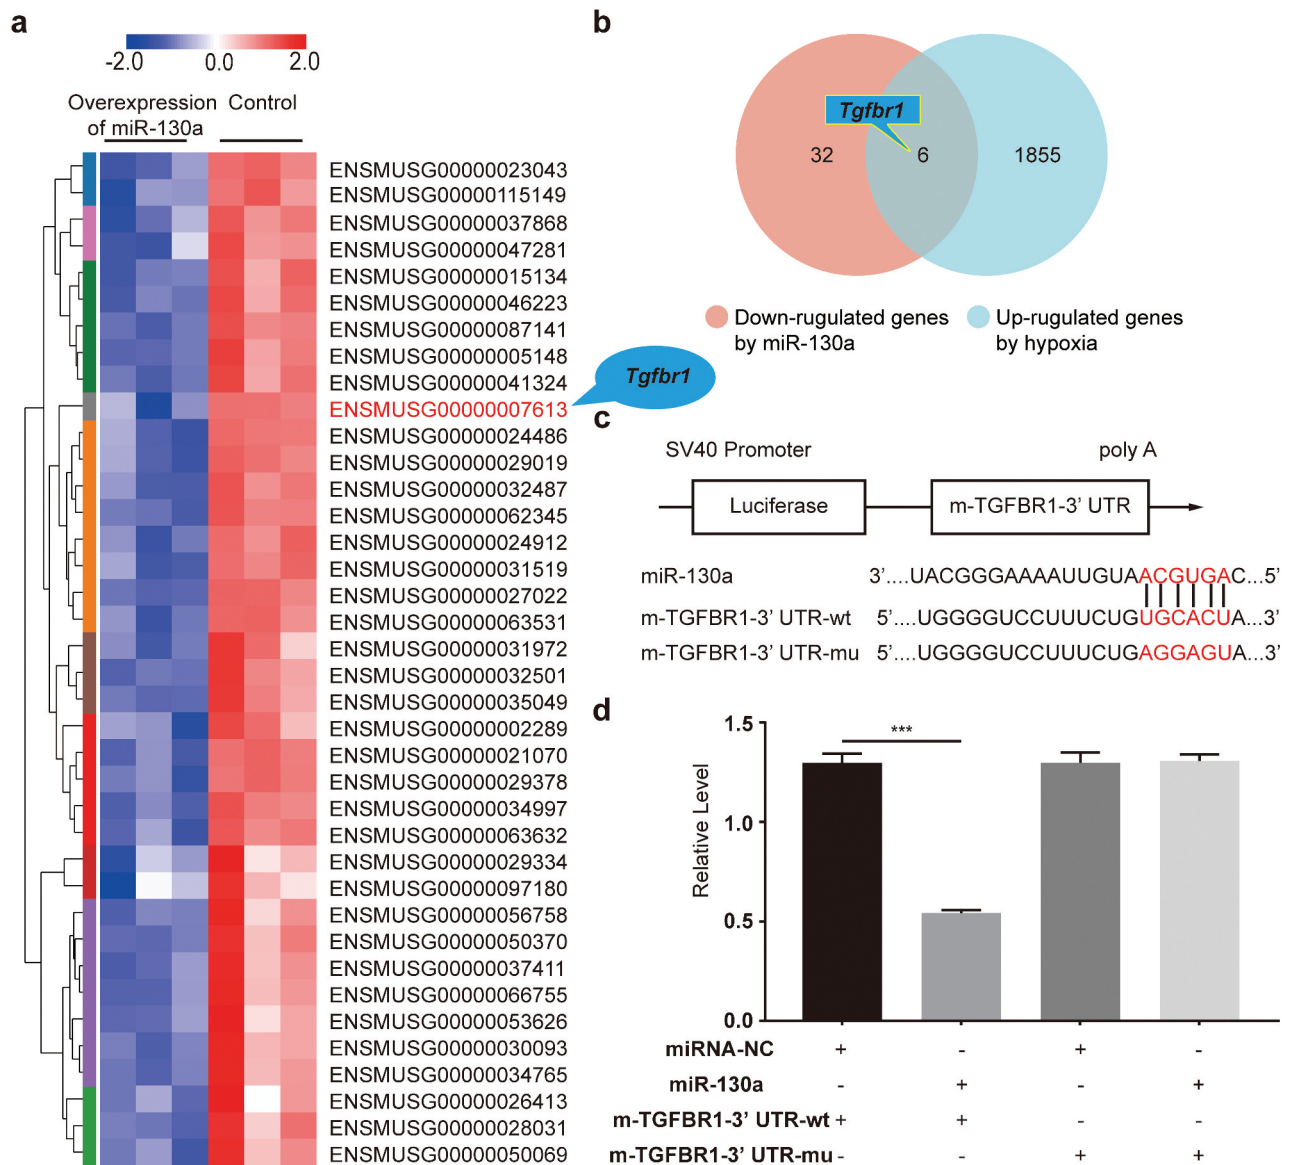 a
-2.0 0.0 2.0
Overexpression
of miR-130a
Control
ENSMUSG00000023043
ENSMUSG00000115149
ENSMUSG00000037868
ENSMUSG00000047281
ENSMUSG00000015134
ENSMUSG00000046223
ENSMUSG00000087141
ENSMUSG00000005148
ENSMUSG00000041324
ENSMUSG00000007613
Tgfbr1
ENSMUSG00000024486
ENSMUSG00000029019
ENSMUSG00000032487
ENSMUSG00000062345
ENSMUSG00000024912
ENSMUSG00000031519
ENSMUSG00000027022
ENSMUSG00000063531
ENSMUSG00000031972
ENSMUSG00000032501
ENSMUSG00000035049
ENSMUSG00000002289
ENSMUSG00000021070
ENSMUSG00000029378
ENSMUSG00000034997
ENSMUSG00000063632
ENSMUSG00000029334
ENSMUSG00000097180
ENSMUSG00000056758
ENSMUSG00000050370
ENSMUSG00000037411
ENSMUSG00000066755
ENSMUSG00000053626
ENSMUSG00000030093
ENSMUSG00000034765
ENSMUSG00000026413
ENSMUSG00000028031
ENSMUSG00000050069
b
Tgfbr1
32 6 1855
Down-rugulated genes
by miR-130a
Up-rugulated genes
by hypoxia
c
SV40 Promoter poly A
Luciferase m-TGFBR1-3’ UTR
miR-130a 3’....UACGGGAAAAUUGUAACGUGAC...5’
m-TGFBR1-3’ UTR-wt 5’....UGGGGUCCUUUCUGUGCACUA...3’
m-TGFBR1-3’ UTR-mu 5’....UGGGGUCCUUUCUGAGGAGUA...3’
d
Relative Level
1.5
1.0
0.5
0.0
***
miRNA-NC + - + -
miR-130a - + - +
m-TGFBR1-3’ UTR-wt + + - -
m-TGFBR1-3’ UTR-mu - - + +